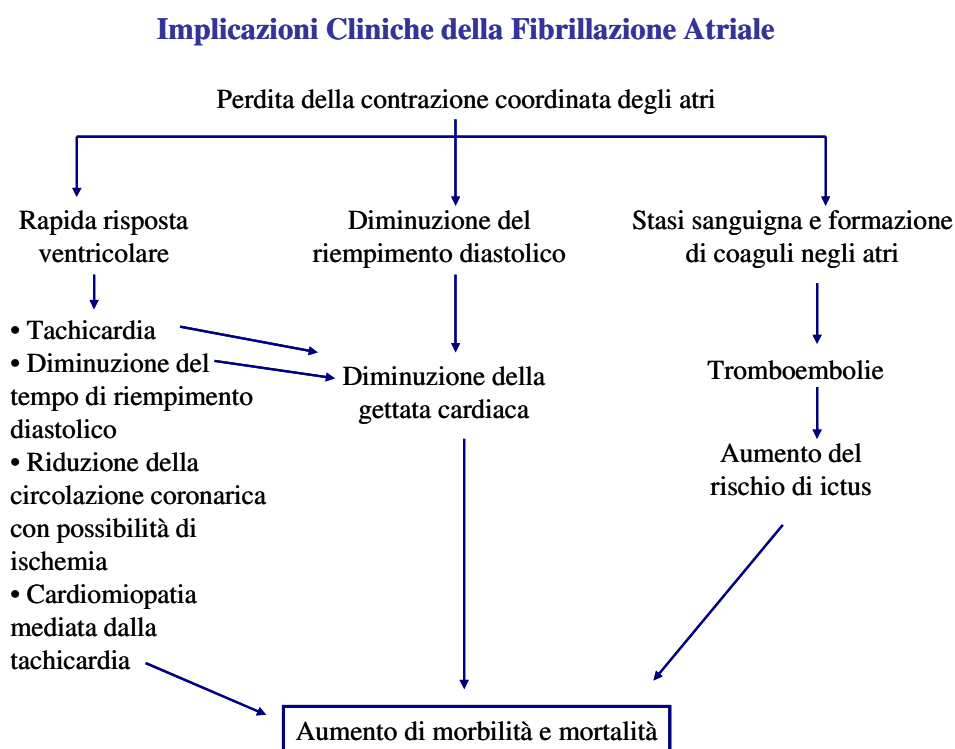 Implicazioni Cliniche della Fibrillazione Atriale
Perdita della contrazione coordinata degli atri
Rapida risposta
ventricolare
• Tachicardia
• Diminuzione del
tempo di riempimento
diastolico
• Riduzione della
circolazione coronarica
con possibilità di
ischemia
• Cardiomiopatia
mediata dalla
tachicardia
Diminuzione del
riempimento diastolico
Diminuzione della
gettata cardiaca
Stasi sanguigna e formazione
di coaguli negli atri
Tromboembolie
Aumento del
rischio di ictus
Aumento di morbilità e mortalità